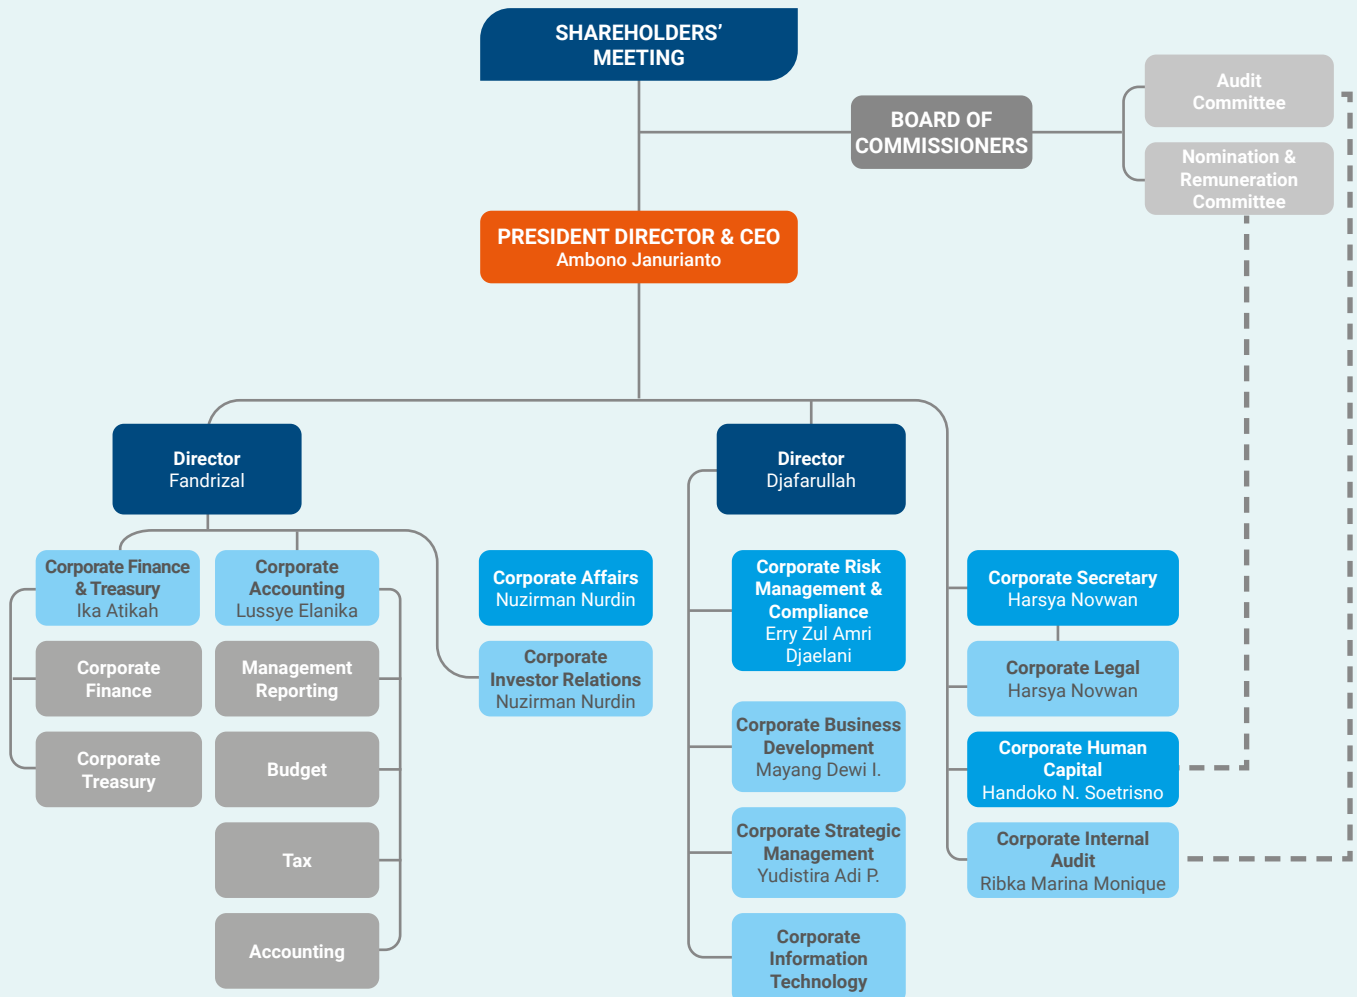 SHAREHOLDERS’
MEETING
BOARD OF
COMMISSIONERS
Audit
Committee
Nomination &
Remuneration
Committee
PRESIDENT DIRECTOR & CEO
Ambono Janurianto
Director
Fandrizal
Director
Djafarullah
Corporate Finance
& Treasury
Ika Atikah
Corporate
Finance
Corporate
Treasury
Corporate
Accounting
Lussye Elanika
Management
Reporting
Budget
Tax
Accounting
Corporate Affairs
Nuzirman Nurdin
Corporate
Investor Relations
Nuzirman Nurdin
Corporate Risk
Management &
Compliance
Erry Zul Amri
Djaelani
Corporate Business
Development
Mayang Dewi I.
Corporate Strategic
Management
Yudistira Adi P.
Corporate
Information
Technology
Corporate Secretary
Harsya Novwan
Corporate Legal
Harsya Novwan
Corporate Human
Capital
Handoko N. Soetrisno
Corporate Internal
Audit
Ribka Marina Monique